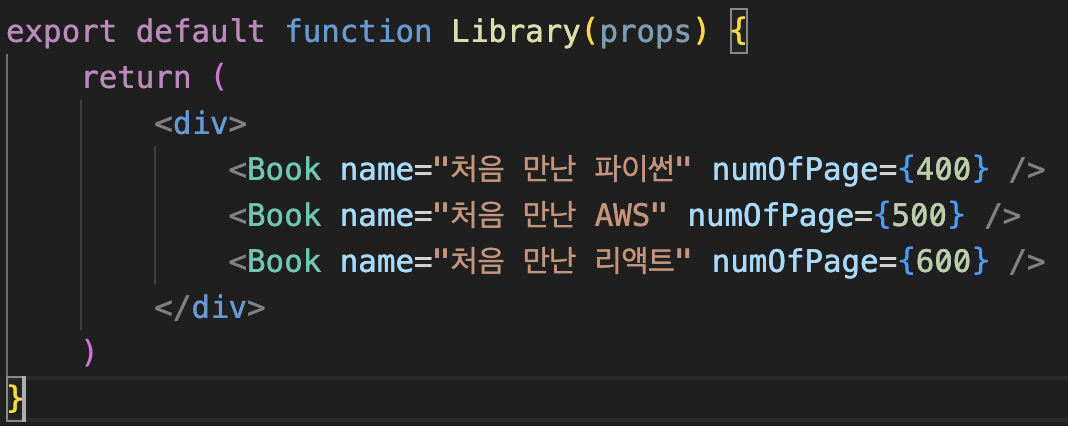 export default function Library(props) {
    return (
        <div>
            <Book name="처음 만난 파이썬" numOfPage={400} />
            <Book name="처음 만난 AWS" numOfPage={500} />
            <Book name="처음 만난 리액트" numOfPage={600} />
        </div>
    )
}